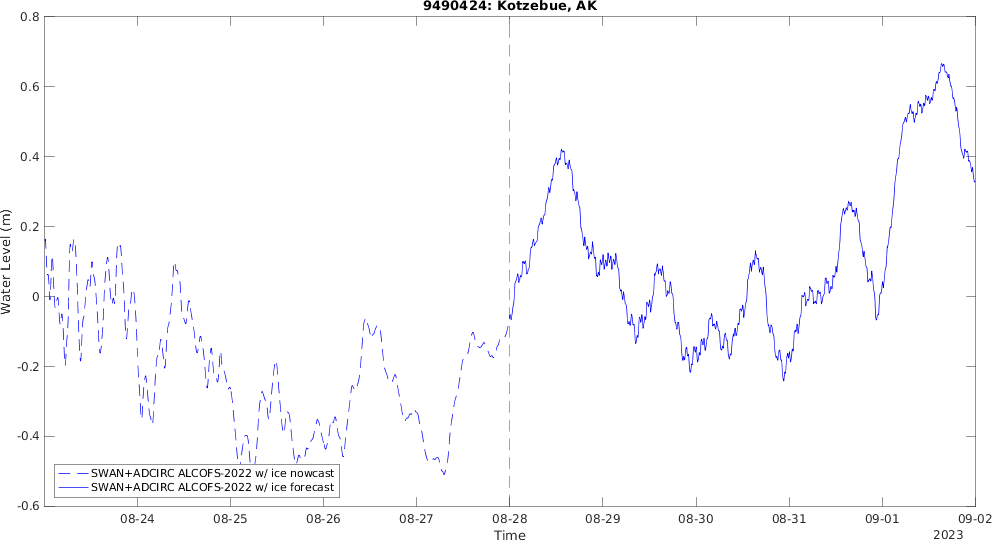 9490424: Kotzebue, AK
0.8
0.6
0.4
0.2
0
-0.2
-0.4
-0.6
Water Level (m)
SWAN+ADCIRC ALCOFS-2022 w/ ice nowcast
SWAN+ADCIRC ALCOFS-2022 w/ ice forecast
08-24 08-25 08-26 08-27 08-28 08-29 08-30 08-31 09-01 09-02
Time
2023